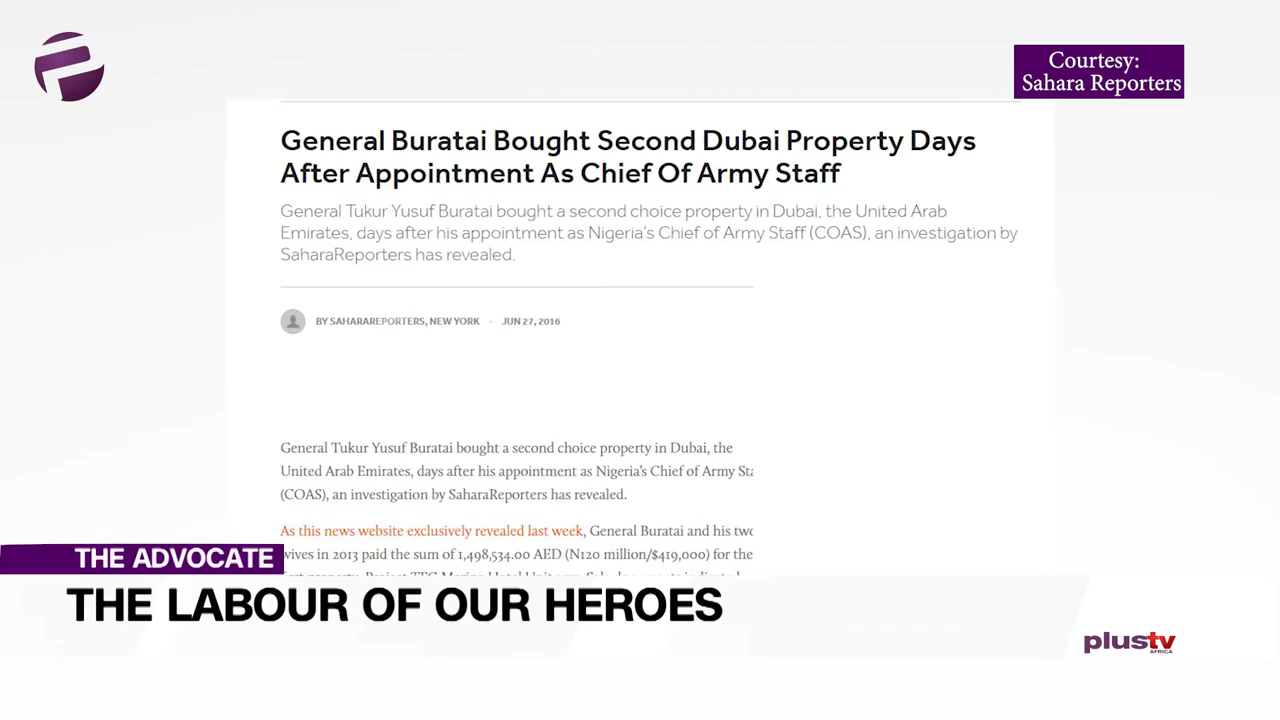 Courtesy:
Sahara Reporters
General Buratai Bought Second Dubai Property Days
After Appointment As Chief Of Army Staff
General Tukur Yusuf Buratai bought a second choice property in Dubai, the United Arab
Emirates, days after his appointment as Nigeria's Chief of Army Staff (COAS), an investigation by
SaharaReporters has revealed.
BY SAHARAREPORTERS, NEW YORK • JUN 27, 2016
General Tukur Yusuf Buratai bought a second choice property in Dubai, the
United Arab Emirates, days after his appointment as Nigeria's Chief of Army
(COAS), an investigation by SaharaReporters has revealed.
As this news website exclusively revealed last week, General Buratai and his two
wives in 2013 paid the sum of 1,498,534.00 AED (N120 million/$419,000) for the
THE ADVOCATE
THE LABOUR OF OUR HEROES
plustv
AFRICA